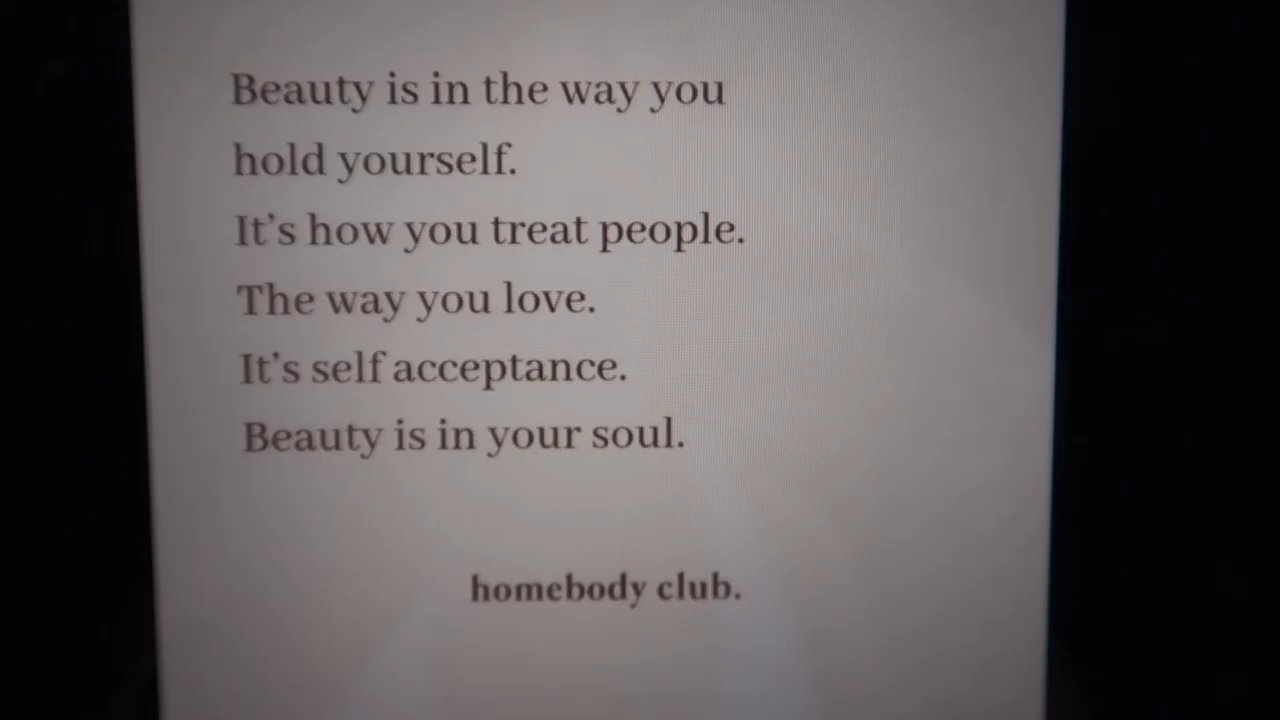 Beauty is in the way you
hold yourself.
It's how you treat people.
The way you love.
It's self acceptance.
Beauty is in your soul.
homebody club.